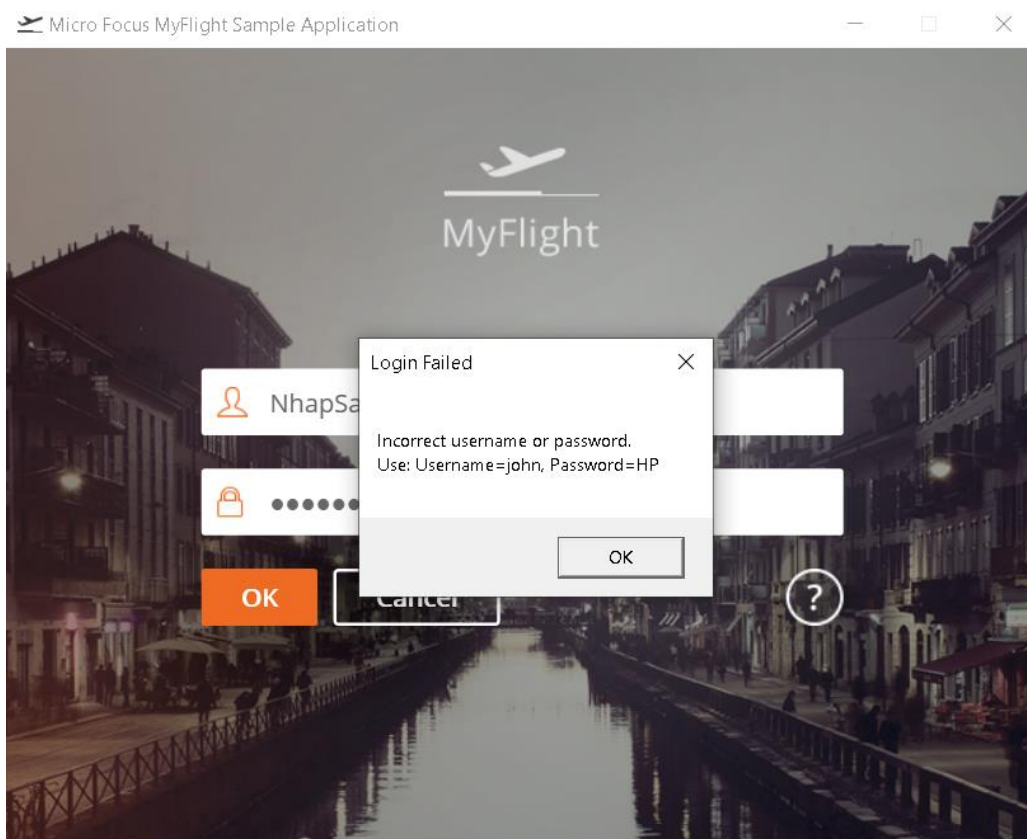 Micro Focus MyFlight Sample Application
MyFlight
Login Failed
NhapSa
Incorrect username or password.
Use: Username=john, Password=HP
OK
OK
Cancel
?